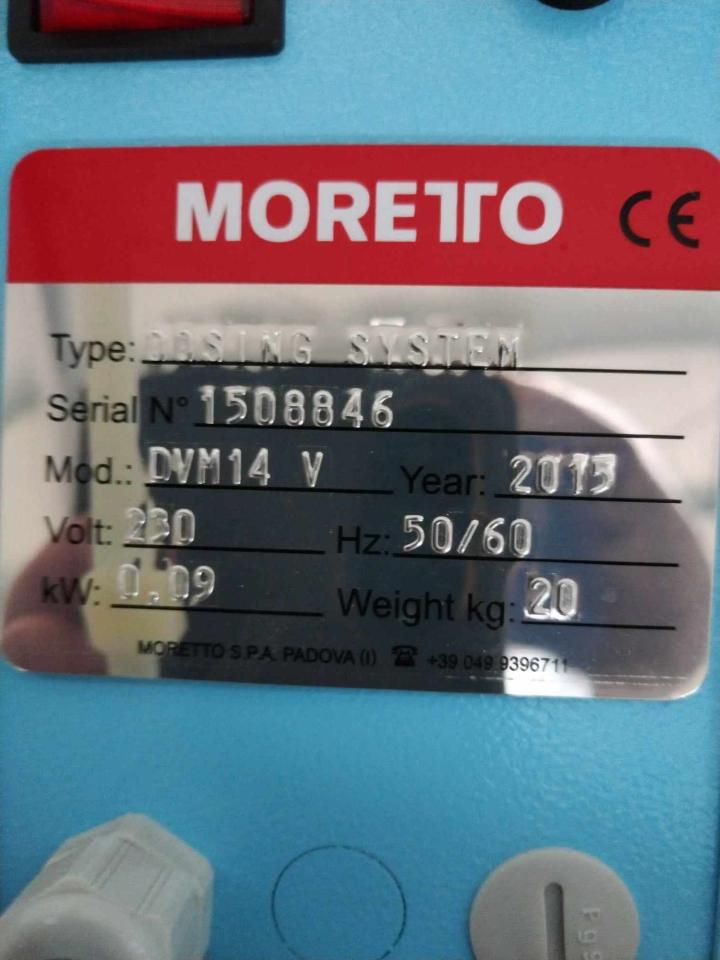 MORETTO CE
Type: DOSING SYSTEM
Serial N° 1508846
Mod.: DVM14 V Year: 2015
Volt: 230 Hz: 50/60
kW: 0.09 Weight kg: 20
MORETTO S.P.A. PADOVA (I) ☎ +39 049 9396711